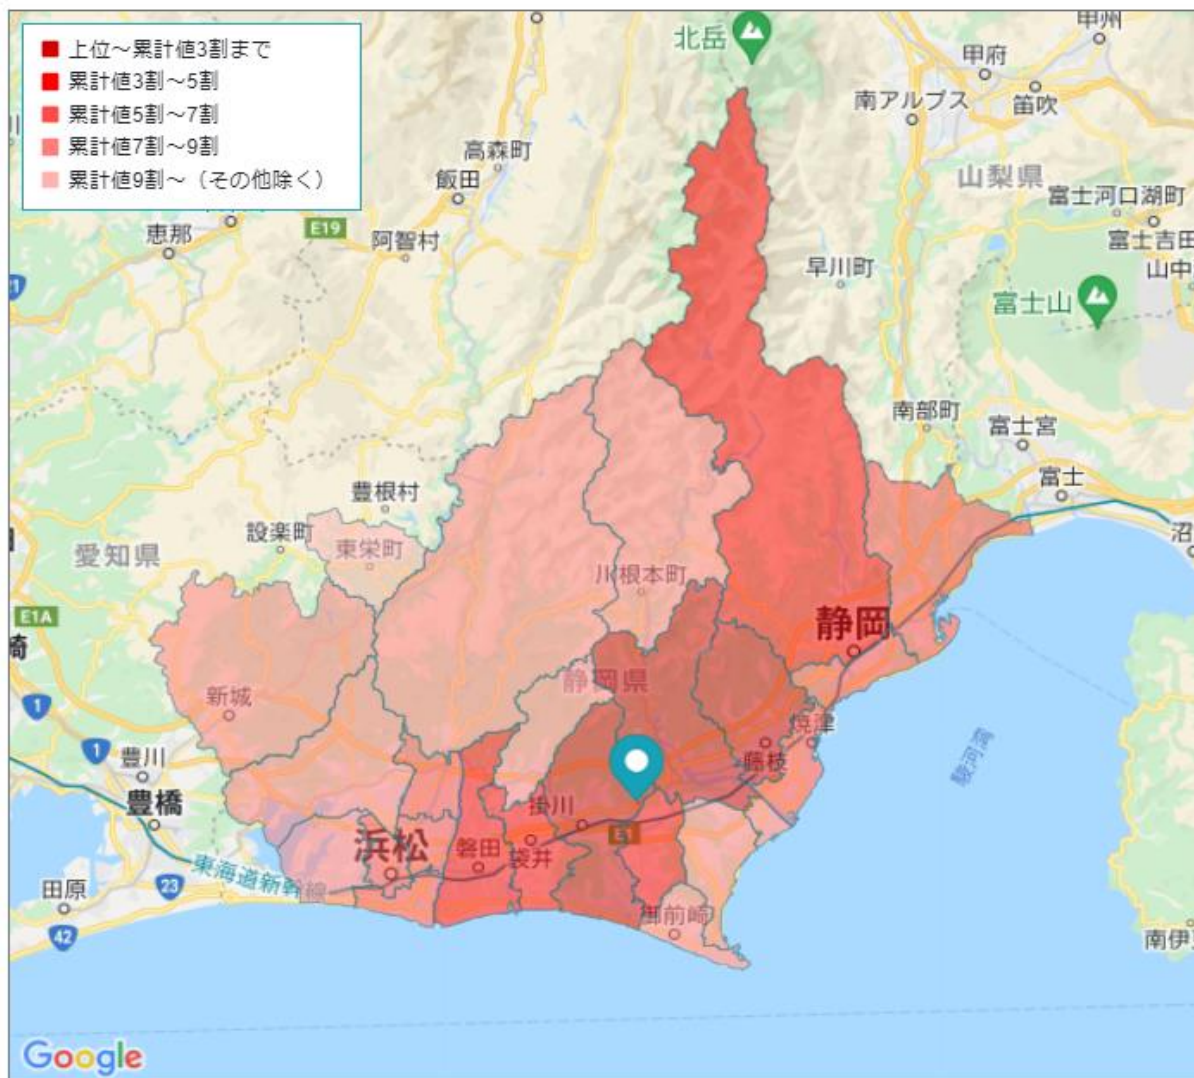 上位～累計値3割まで
累計値3割～5割
累計値5割～7割
累計値7割～9割
累計値9割～（その他除く）
北岳
甲州
甲府
南アルプス
笛吹
高森町
飯田
山梨県
富士河口湖町
恵那
E19
阿智村
富士吉田
早川町
山中
21
富士山
南部町
富士宮
豊根村
富士
設楽町
東栄町
愛知県
沼
川根本町
E1A
静岡
崎
静岡県
新城
1
焼津
1
豊川
藤枝
駿河湾
豊橋
掛川
E1
浜松
磐田
袋井
東海道新幹線
23
田原
御前崎
42
南伊
Google